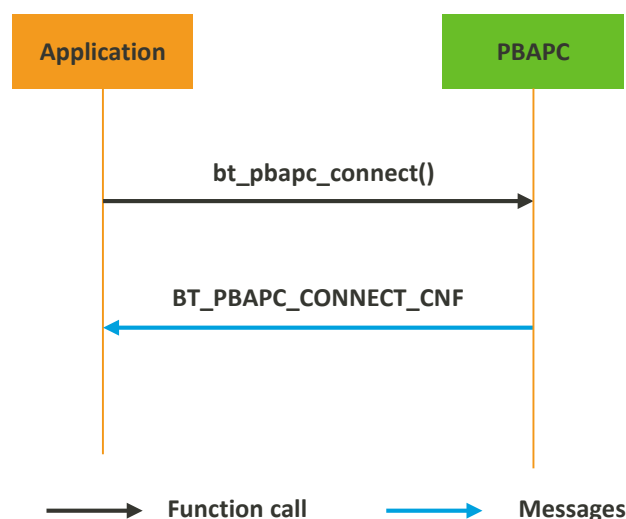 Application
PBAPC
bt_pbapc_connect()
BT_PBAPC_CONNECT_CNF
Function call
Messages